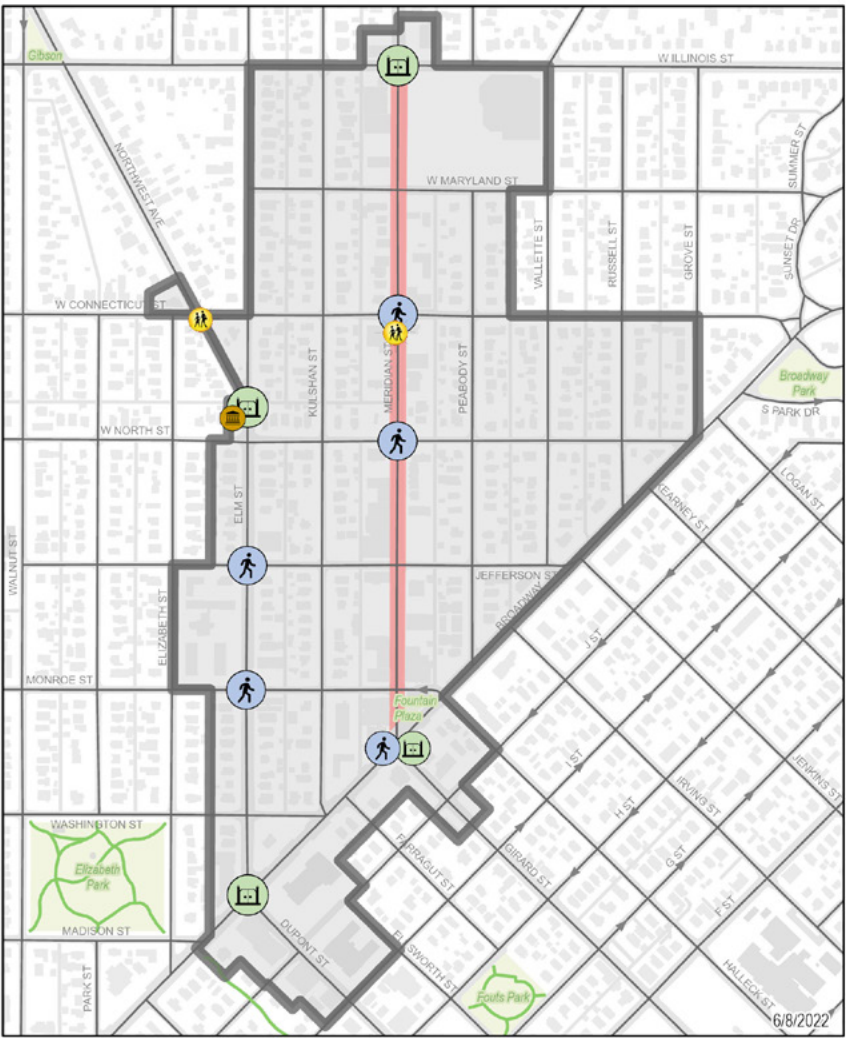 Gibson
W ILLINOIS ST
NORTHWEST AVE
SUMMER ST
W MARYLAND ST
VALLETTE ST
RUSSELL ST
GROVE ST
SUNSET DR
W CONNECTICUT ST
KULSHAN ST
MERIDIAN ST
PEABODY ST
Broadway
Park
S PARK DR
W NORTH ST
ELM ST
KEARNEY ST
LOGAN ST
WALNUT ST
JEFFERSON ST
BROADWAY
ELIZABETH ST
J ST
MONROE ST
Fountain
Plaza
I ST
JENKINS ST
IRVING ST
H ST
WASHINGTON ST
Elizabeth
Park
FARRAGUT ST
GIRARD ST
G ST
MADISON ST
DUPONT ST
ELLSWORTH ST
F ST
PARK ST
HALLECK ST
Fouts Park
6/8/2022